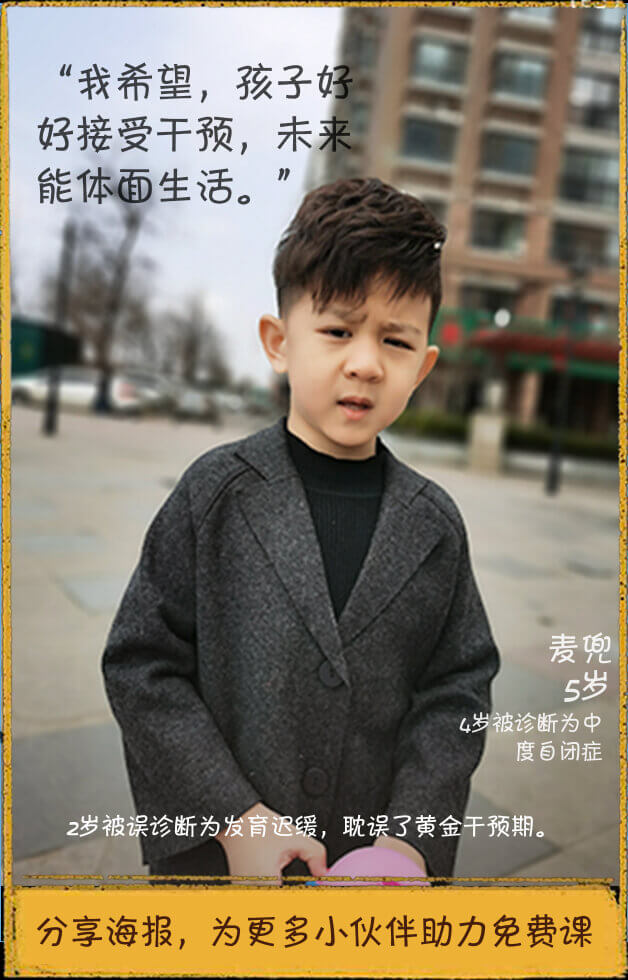 “我希望，孩子好
好接受干预，未来
能体面生活。”
麦兜
5岁
4岁被诊断为中
度自闭症
2岁被误诊断为发育迟缓，耽误了黄金干预期。
分享海报，为更多小伙伴助力免费课